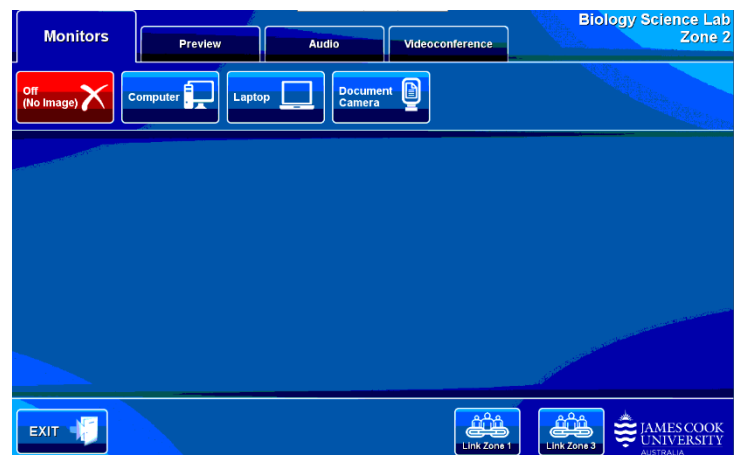 Biology Science Lab
Zone 2
Monitors
Preview
Audio
Videoconference
Off
(No Image)
Computer
Laptop
Document
Camera
EXIT
Link Zone 1
Link Zone 3
JAMES COOK
UNIVERSITY
AUSTRALIA